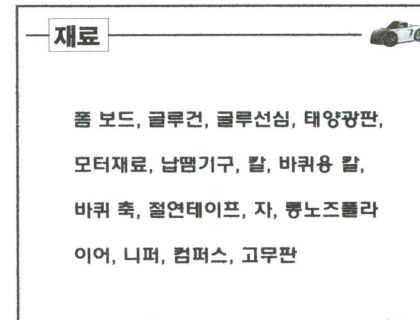 재료
폼 보드, 글루건, 글루선심, 태양광판,
모터재료, 납땜기구, 칼, 바퀴용 칼,
바퀴 축, 절연테이프, 자, 롱노즈플라
이어, 니퍼, 컴퍼스, 고무판